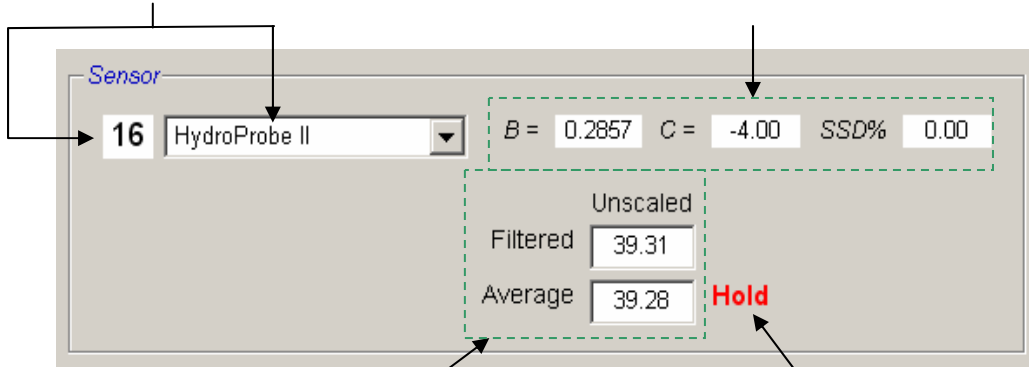 Sensor
16 HydroProbe II B = 0.2857 C = -4.00 SSD% 0.00
Unscaled
Filtered 39.31
Average 39.28 Hold